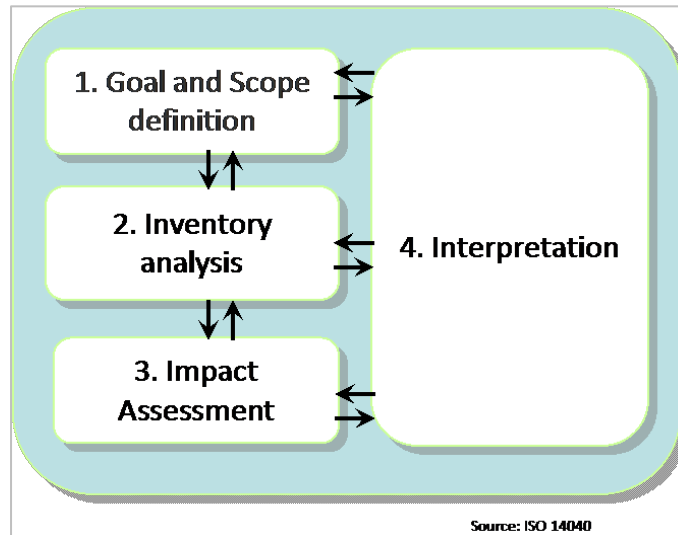 1. Goal and Scope
definition
2. Inventory
analysis
3. Impact
Assessment
4. Interpretation
Source: ISO 14040